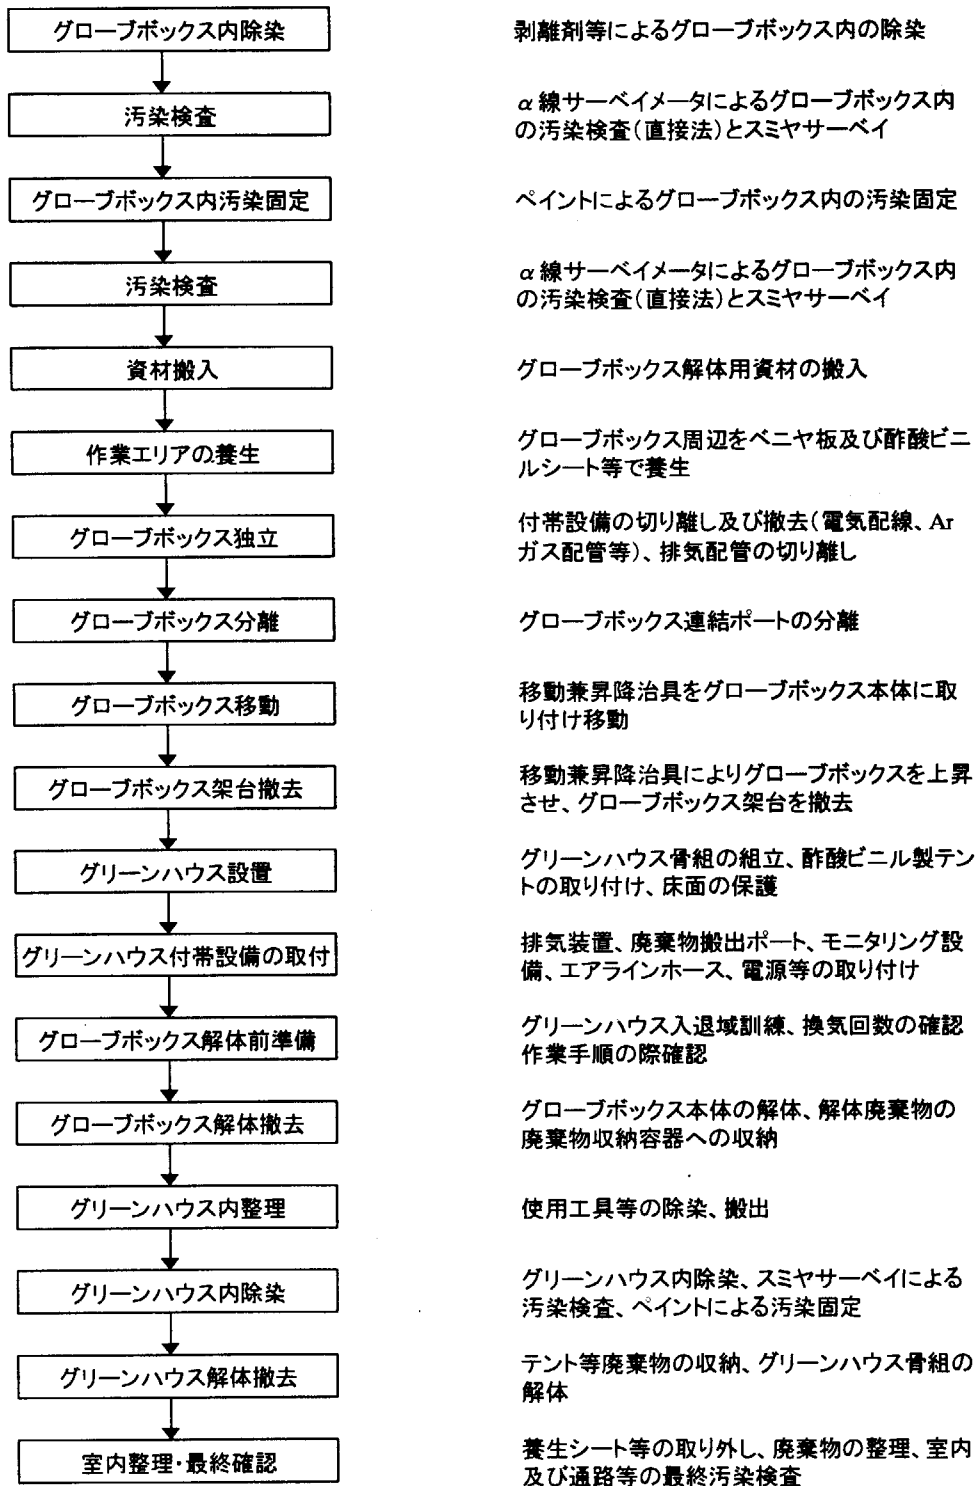 グローブボックス内除染
剥離剤等によるグローブボックス内の除染
汚染検査
α線サーベイメータによるグローブボックス内
の汚染検査（直接法）とスミヤサーベイ
グローブボックス内汚染固定
ペイントによるグローブボックス内の汚染固定
汚染検査
α線サーベイメータによるグローブボックス内
の汚染検査（直接法）とスミヤサーベイ
資材搬入
グローブボックス解体用資材の搬入
作業エリアの養生
グローブボックス周辺をベニヤ板及び酢酸ビニ
ルシート等で養生
グローブボックス独立
付帯設備の切り離し及び撤去（電気配線、Ar
ガス配管等）、排気配管の切り離し
グローブボックス分離
グローブボックス連結ポートの分離
グローブボックス移動
移動兼昇降治具をグローブボックス本体に取
り付け移動
グローブボックス架台撤去
移動兼昇降治具によりグローブボックスを上昇
させ、グローブボックス架台を撤去
グリーンハウス設置
グリーンハウス骨組の組立、酢酸ビニル製テン
トの取り付け、床面の保護
グリーンハウス付帯設備の取付
排気装置、廃棄物搬出ポート、モニタリング設
備、エアラインホース、電源等の取り付け
グローブボックス解体前準備
グリーンハウス入退域訓練、換気回数の確認
作業手順の際確認
グローブボックス解体撤去
グローブボックス本体の解体、解体廃棄物の
廃棄物収納容器への収納
グリーンハウス内整理
使用工具等の除染、搬出
グリーンハウス内除染
グリーンハウス内除染、スミヤサーベイによる
汚染検査、ペイントによる汚染固定
グリーンハウス解体撤去
テント等廃棄物の収納、グリーンハウス骨組の
解体
室内整理・最終確認
養生シート等の取り外し、廃棄物の整理、室内
及び通路等の最終汚染検査